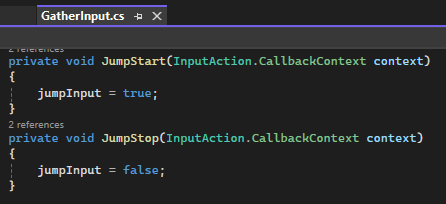 GatherInput.cs
2 references
private void JumpStart(InputAction.CallbackContext context)
{
jumpInput = true;
}
2 references
private void JumpStop(InputAction.CallbackContext context)
{
jumpInput = false;
}